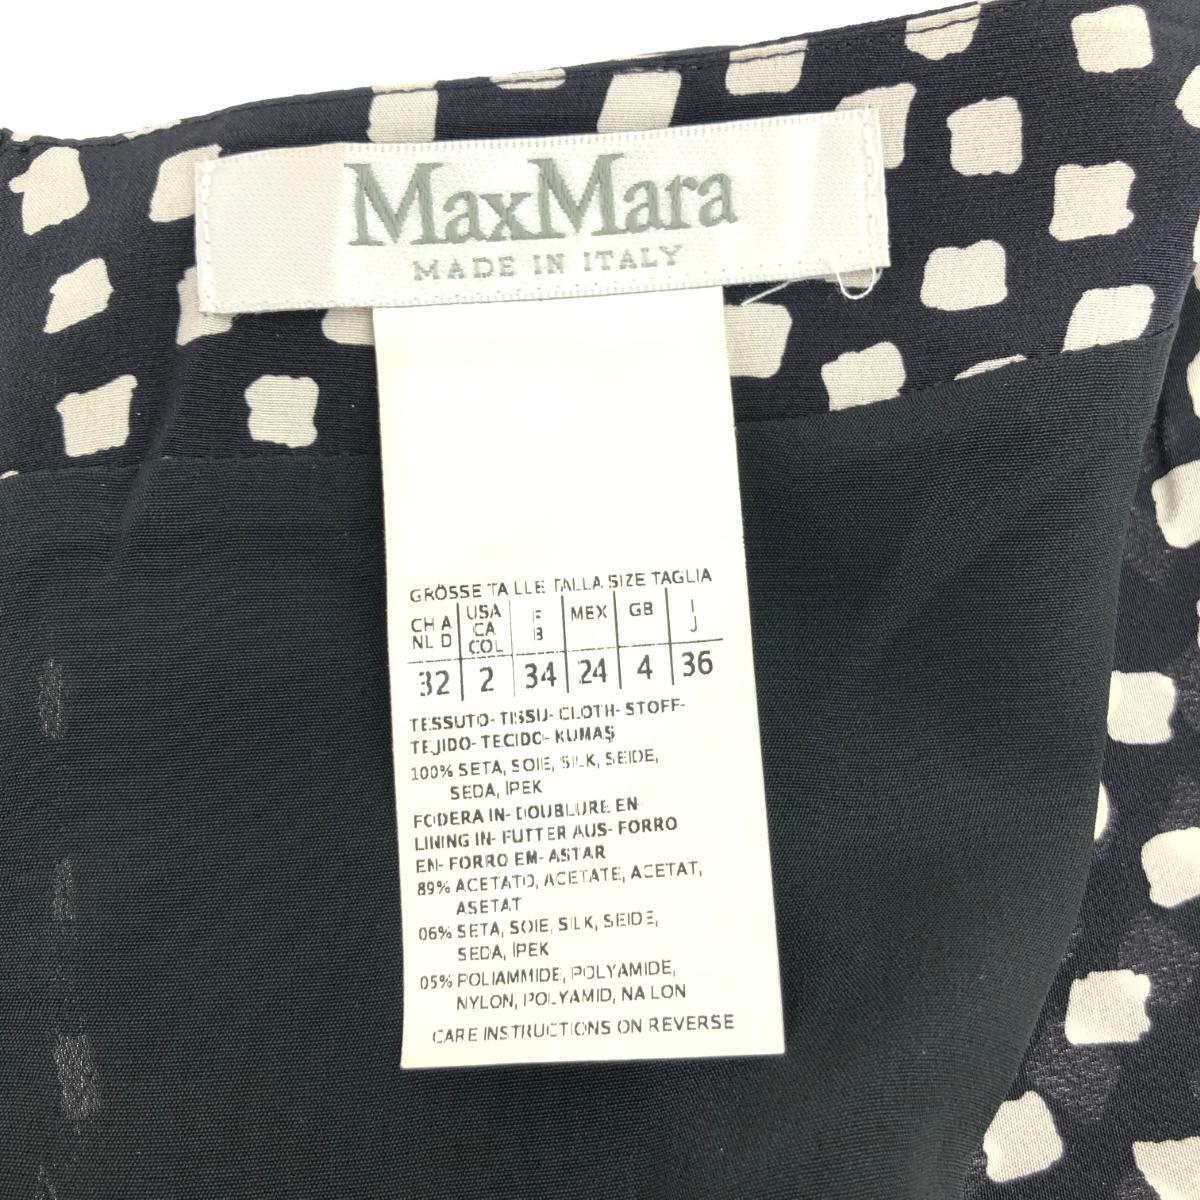 MaxMara
MADE IN ITALY
GRÖSSE TAILLE TALLA SIZE TAGLIA
CH A NL D | USA CA COL | F B | MEX | GB | I J
32 | 2 | 34 | 24 | 4 | 36
TESSUTO- TISSU- CLOTH- STOFF-
TEJIDO- TECIDO- KUMAŞ
100% SETA, SOIE, SILK, SEIDE,
SEDA, İPEK
FODERA IN- DOUBLURE EN-
LINING IN- FUTTER AUS- FORRO
EN- FORRO EM- ASTAR
89% ACETATO, ACETATE, ACETAT,
ASETAT
06% SETA, SOIE, SILK, SEIDE,
SEDA, İPEK
05% POLIAMMIDE, POLYAMIDE,
NYLON, POLYAMID, NAILON
CARE INSTRUCTIONS ON REVERSE